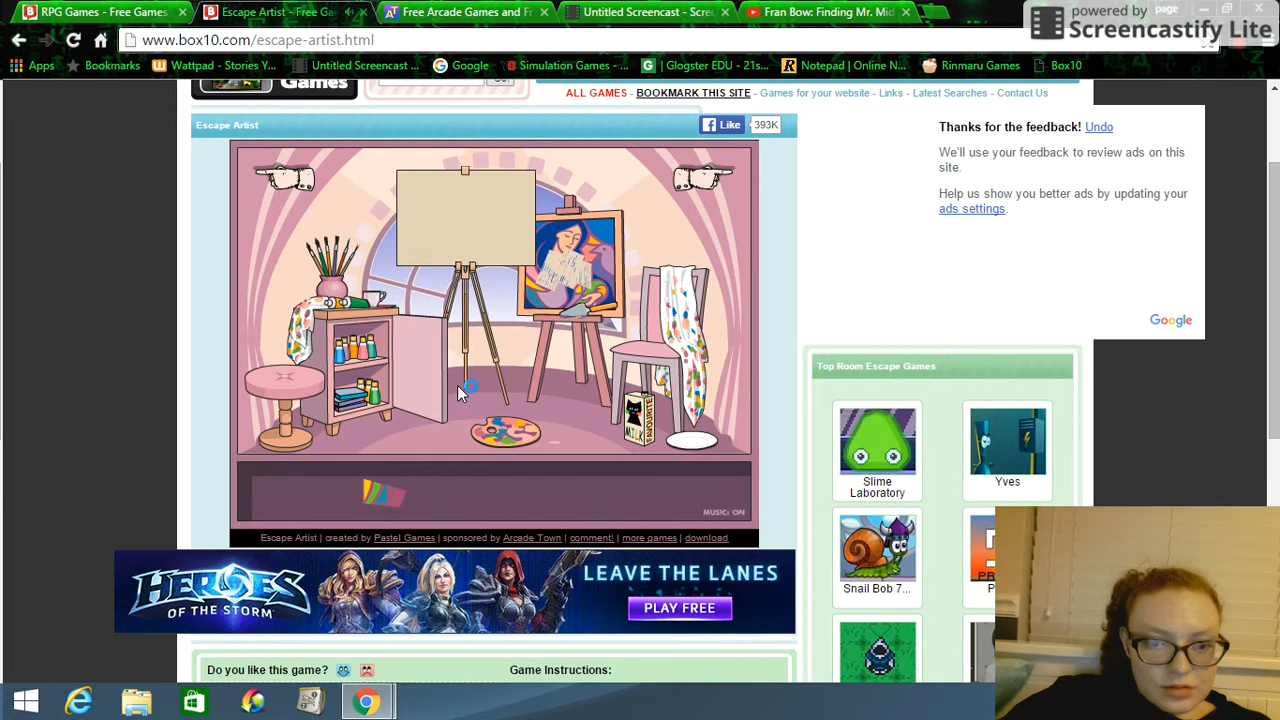 RPG Games - Free Games
Escape Artist - Free Ga
Free Arcade Games and Fr
Untitled Screencast - Scre
Fran Bow: Finding Mr. Mid
page
powered by
Screencastify Lite
www.box10.com/escape-artist.html
Apps
Bookmarks
Wattpad - Stories Y...
Untitled Screencast ...
Google
Simulation Games - ...
Glogster EDU - 21s...
Notepad | Online N...
Rinmaru Games
Box10
Games
ALL GAMES - BOOKMARK THIS SITE - Games for your website - Links - Latest Searches - Contact Us
Escape Artist
Like
393K
Thanks for the feedback! Undo
We'll use your feedback to review ads on this
site.
Help us show you better ads by updating your
ads settings.
Google
MILK
FAVOURITE
MUSIC: ON
Escape Artist | created by Pastel Games | sponsored by Arcade Town | comment! | more games | download
Top Room Escape Games
Slime
Laboratory
Yves
Snail Bob 7...
HEROES
OF THE STORM
LEAVE THE LANES
PLAY FREE
Do you like this game?
Game Instructions: